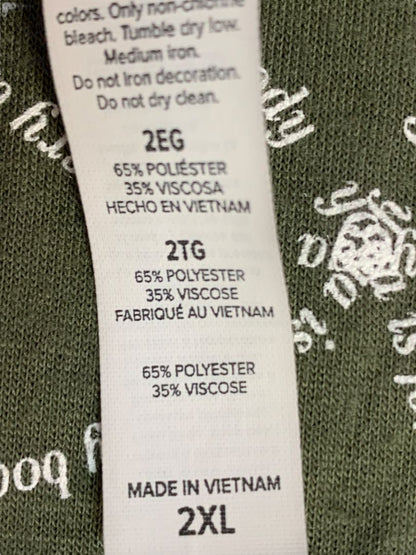 colors. Only non-chlorine
bleach. Tumble dry low.
Medium iron.
Do not iron decoration.
Do not dry clean.
2EG
65% POLIÉSTER
35% VISCOSA
HECHO EN VIETNAM
2TG
65% POLYESTER
35% VISCOSE
FABRIQUÉ AU VIETNAM
65% POLYESTER
35% VISCOSE
MADE IN VIETNAM
2XL
is
a
is